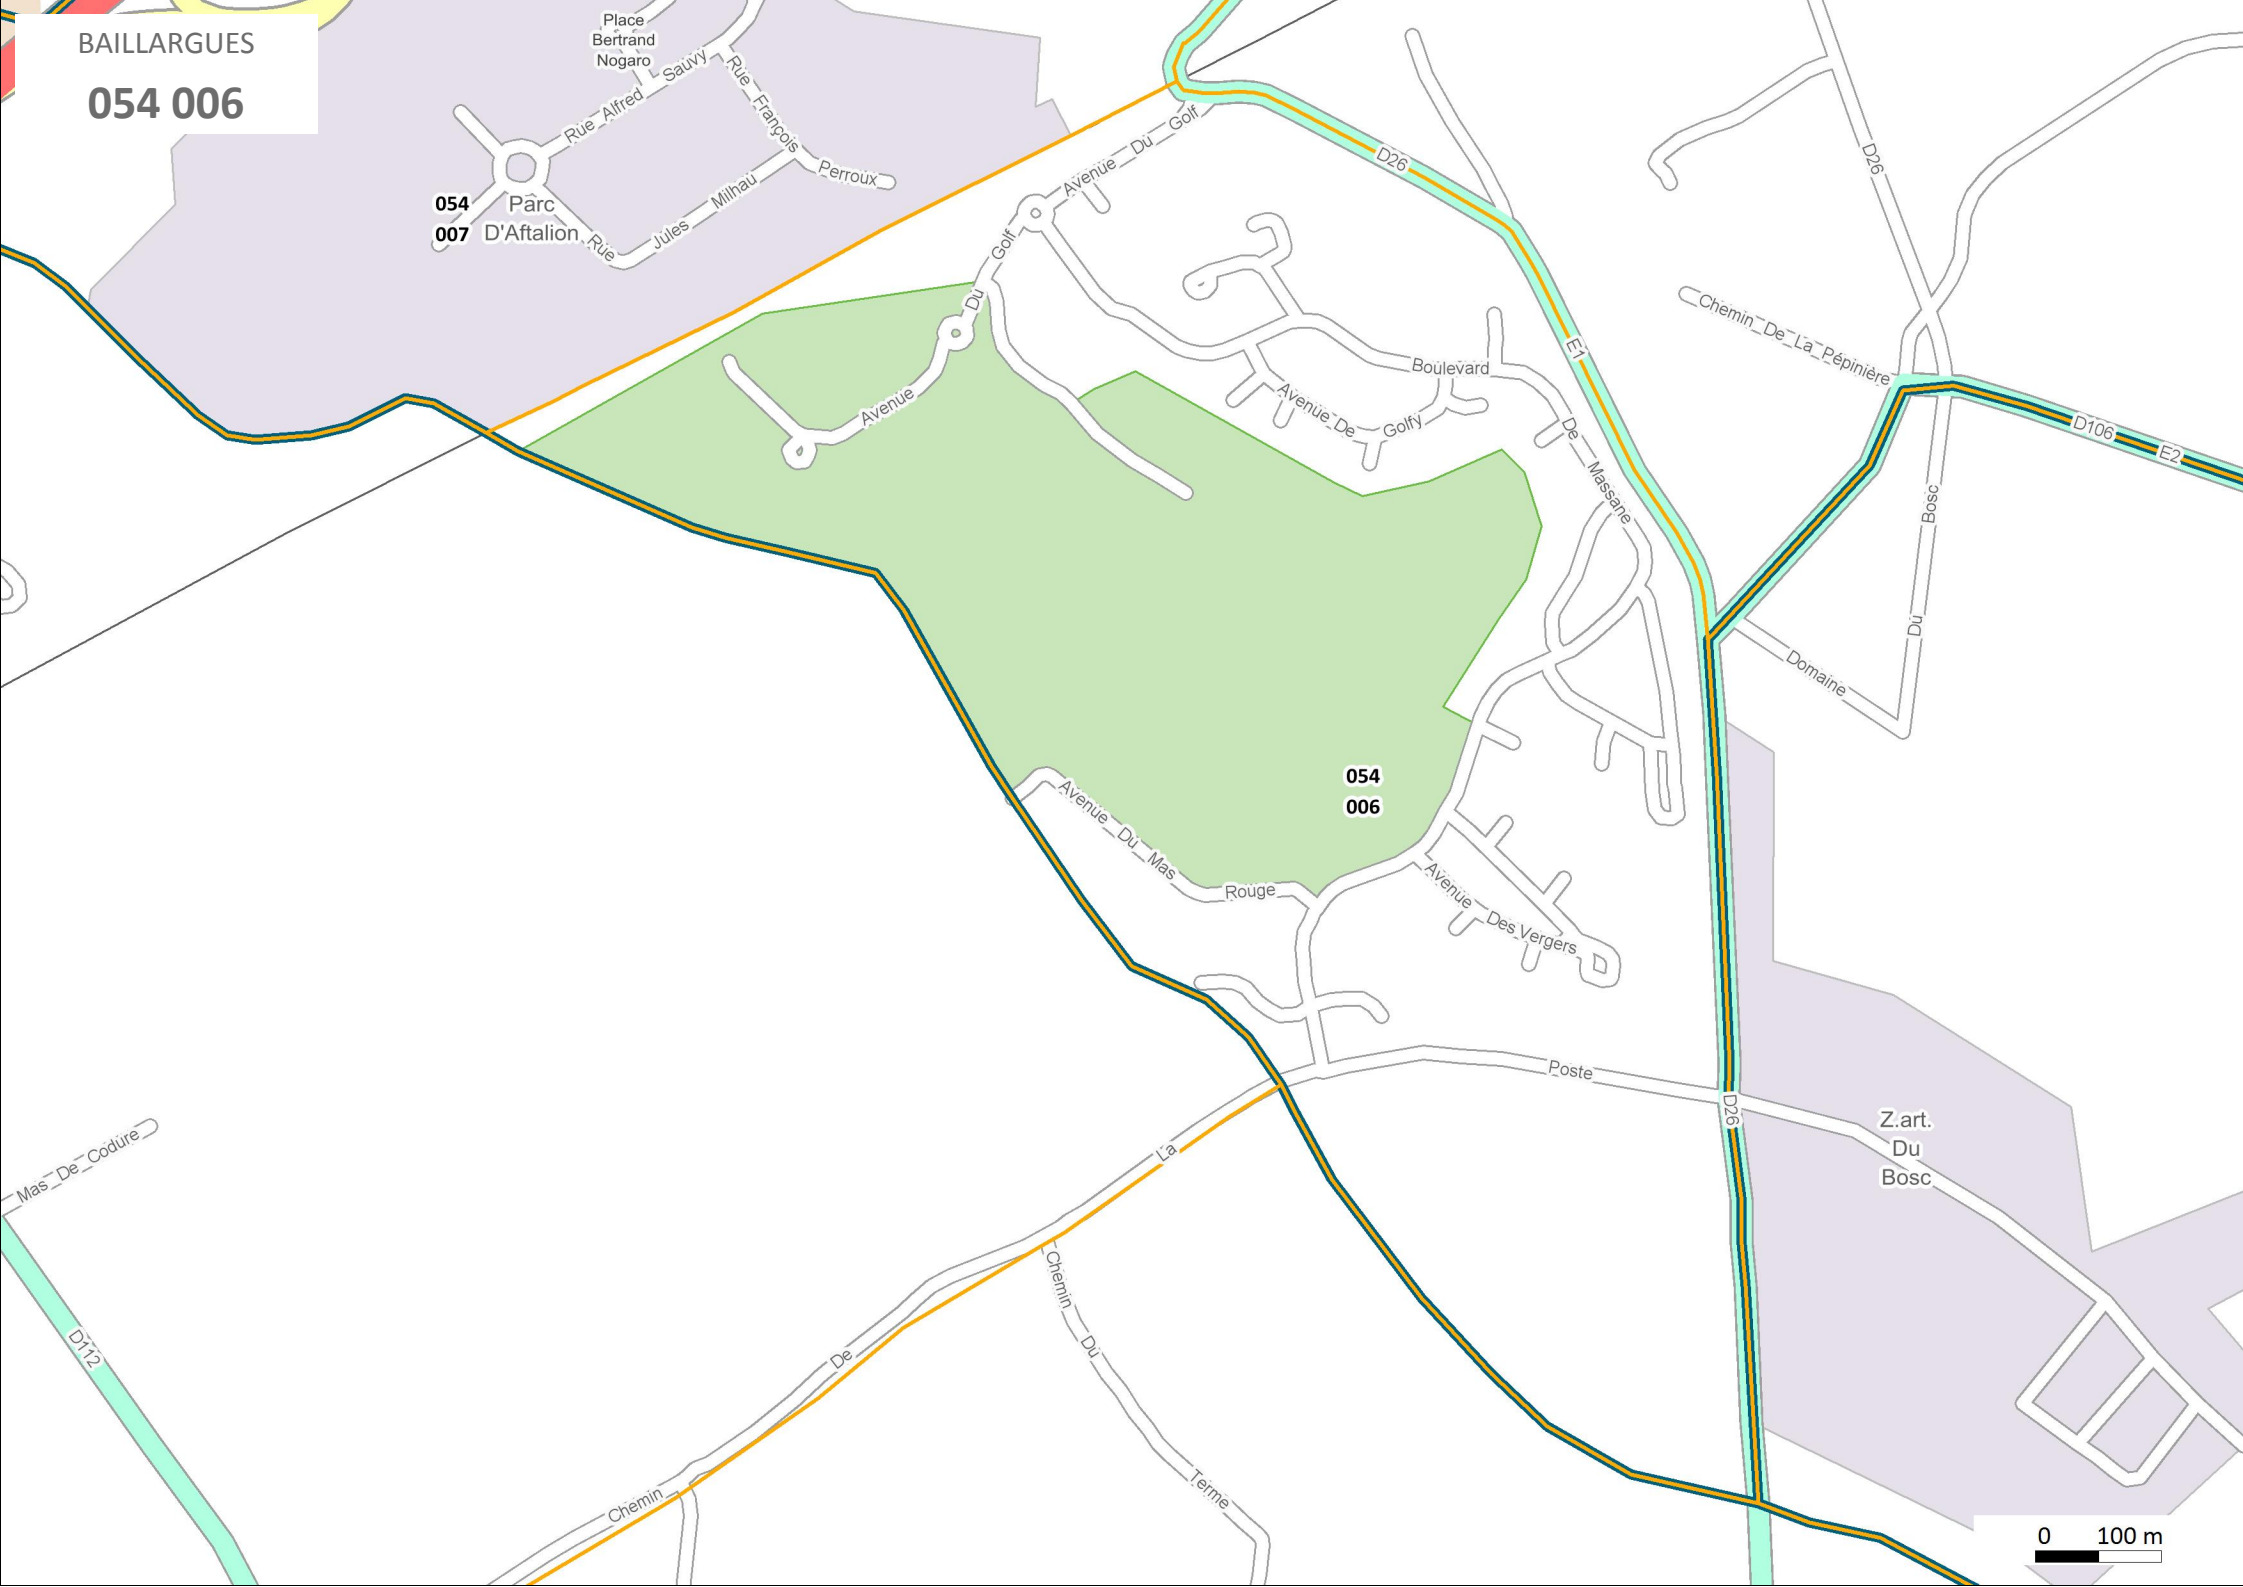 BAILLARGUES
054 006
Place
Bertrand
Nogaro
Rue Alfred Sauvy
Rue François Perroux
054
007
Parc
D'Aftalion
Rue Jules Milhau
Avenue Du Golf
Avenue Du Golf
D26
D26
E1
Chemin De La Pépinière
D106
E2
Boulevard De Massane
Avenue De Golfy
Domaine Du Bosc
054
006
Avenue Du Mas Rouge
Avenue Des Vergers
Chemin De La Poste
D26
Z.art.
Du
Bosc
Mas De Codure
D112
Chemin Du Terme
0 100 m